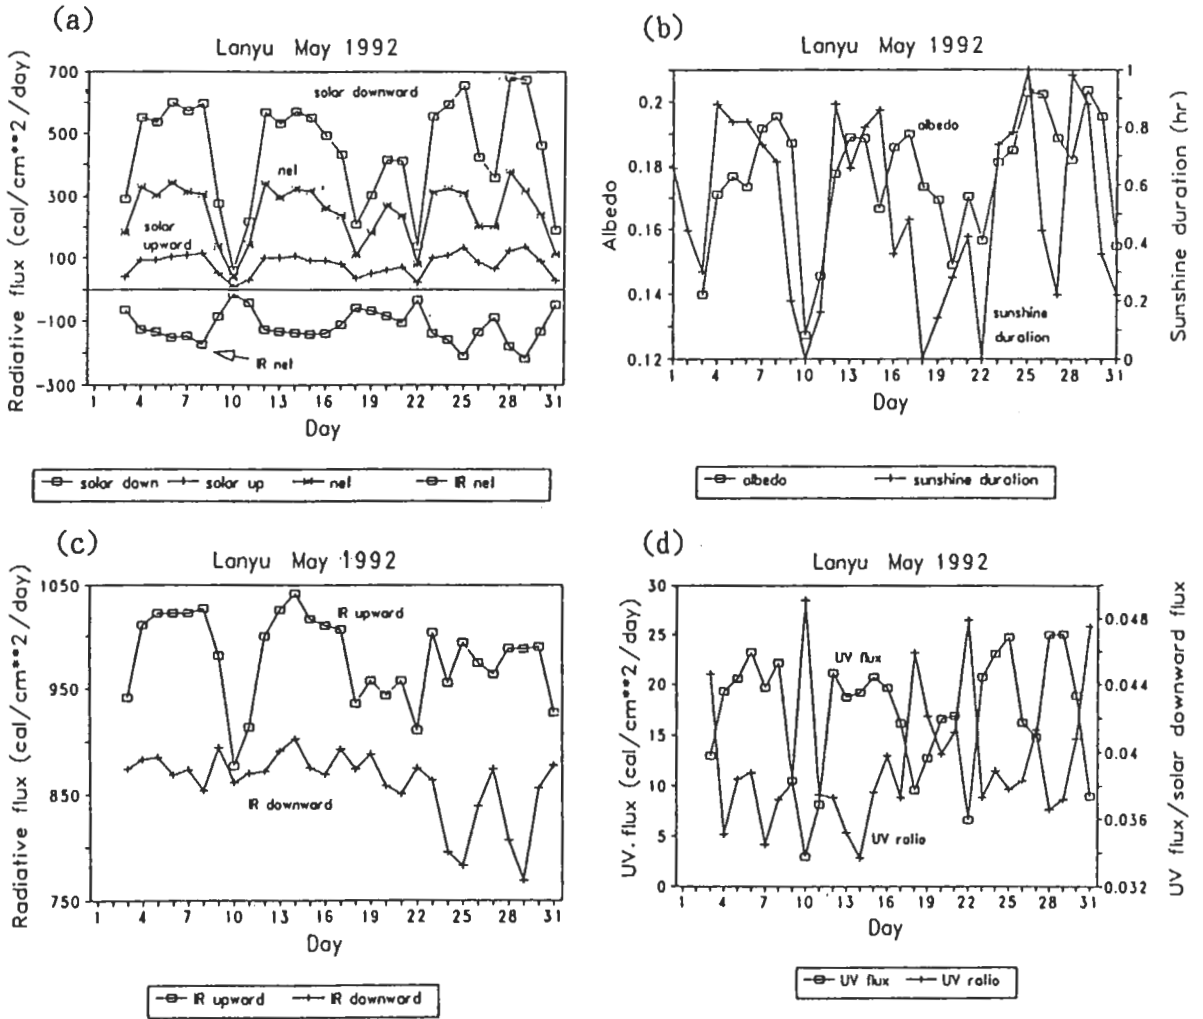 (a)
Lanyu May 1992
Radiative flux (cal/cm**2/day)
700
500
300
100
-100
-300
solar downward
nel
solar
upward
IR nel
1 4 7 10 13 16 19 22 25 28 31
Day
solar down solar up nel IR nel
(b)
Lanyu May 1992
Albedo
0.2
0.18
0.16
0.14
0.12
albedo
sunshine
duration
1
0.8
0.6
0.4
0.2
0
Sunshine duration (hr)
1 4 7 10 13 16 19 22 25 28 31
Day
albedo sunshine duration
(c)
Lanyu May 1992
Radiative flux (cal/cm**2/day)
1050
950
850
750
IR upward
IR downward
1 4 7 10 13 16 19 22 25 28 31
Day
IR upward IR downward
(d)
Lanyu May 1992
UV.flux (cal/cm**2/day)
30
25
20
15
10
5
0
UV flux
UV ralio
0.048
0.044
0.04
0.036
0.032
UV flux/solar downward flux
1 4 7 10 13 16 19 22 25 28 31
Day
UV flux UV ralio